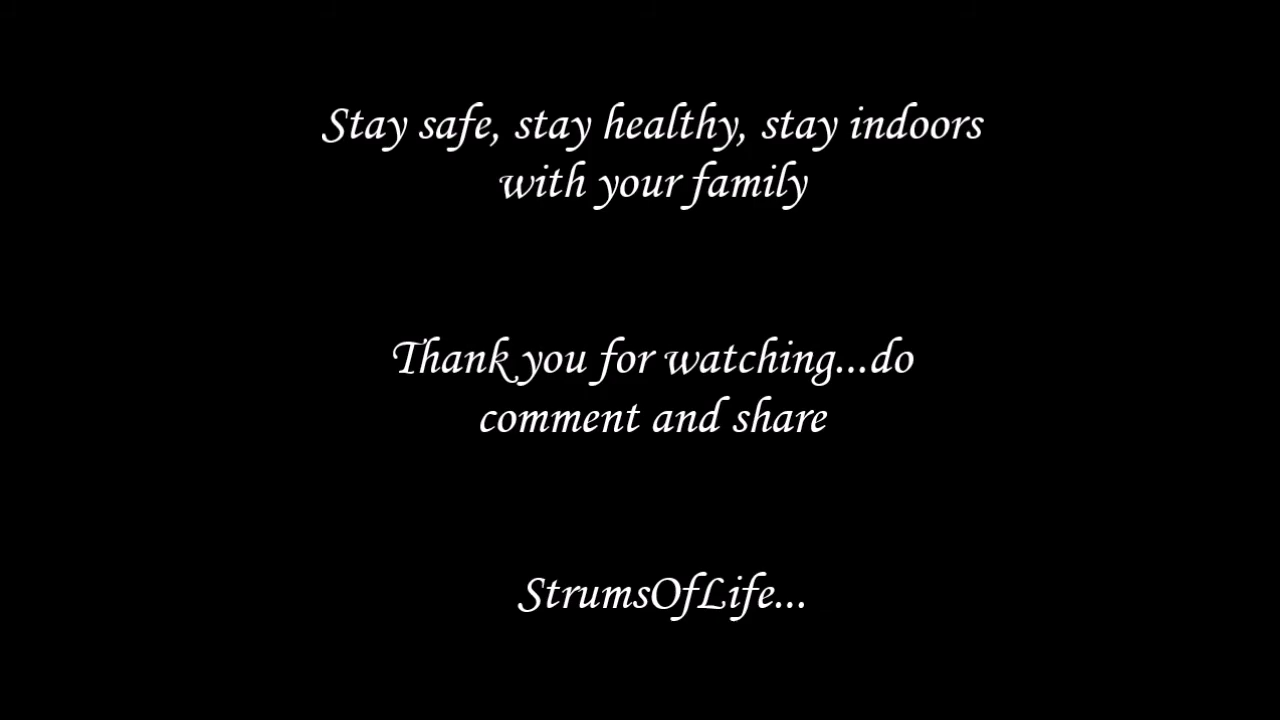 Stay safe, stay healthy, stay indoors
with your family
Thank you for watching...do
comment and share
StrumsOfLife...